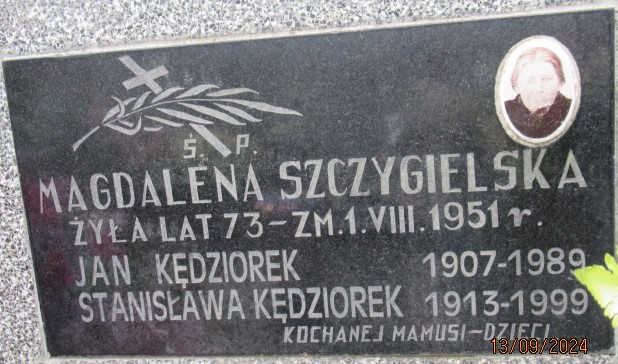 Ś. P.
MAGDALENA SZCZYGIELSKA
ŻYŁA LAT 73 – ZM. 1. VIII. 1951 r.
JAN KĘDZIOREK 1907-1989
STANISŁAWA KĘDZIOREK 1913-1999
KOCHANEJ MAMUSI-DZIECI
13/09/2024